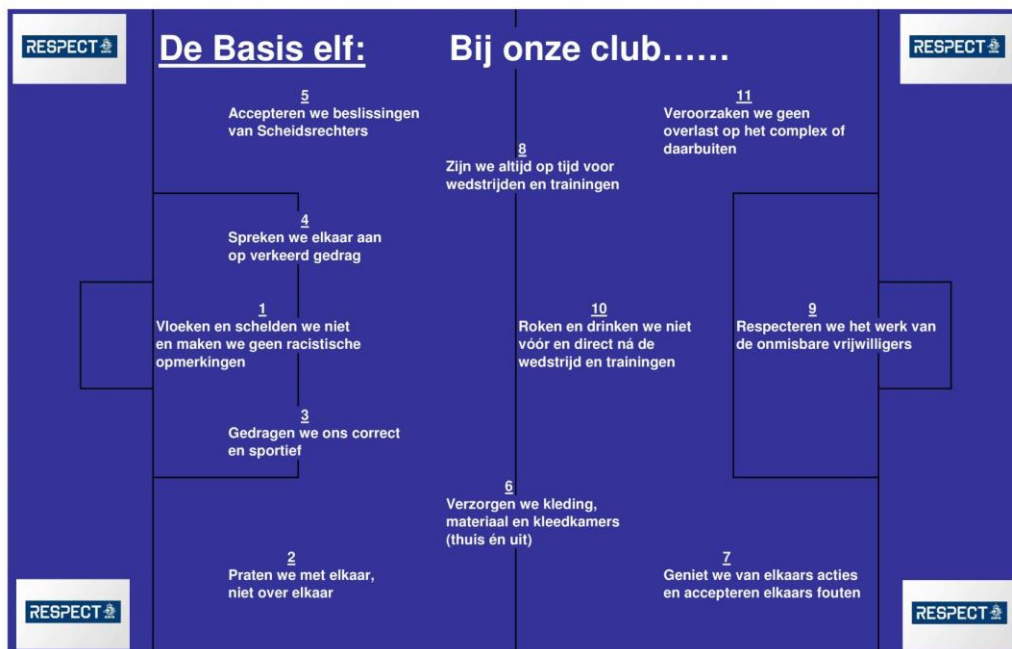 RESPECT
De Basis elf:
Bij onze club......
RESPECT
5
Accepteren we beslissingen
van Scheidsrechters
11
Veroorzaken we geen
overlast op het complex of
daarbuiten
8
Zijn we altijd op tijd voor
wedstrijden en trainingen
4
Spreken we elkaar aan
op verkeerd gedrag
1
Vloeken en schelden we niet
en maken we geen racistische
opmerkingen
10
Roken en drinken we niet
vóór en direct ná de
wedstrijd en trainingen
9
Respecteren we het werk van
de onmisbare vrijwilligers
3
Gedragen we ons correct
en sportief
6
Verzorgen we kleding,
materiaal en kleedkamers
(thuis én uit)
2
Praten we met elkaar,
niet over elkaar
7
Geniet we van elkaars acties
en accepteren elkaars fouten
RESPECT
RESPECT